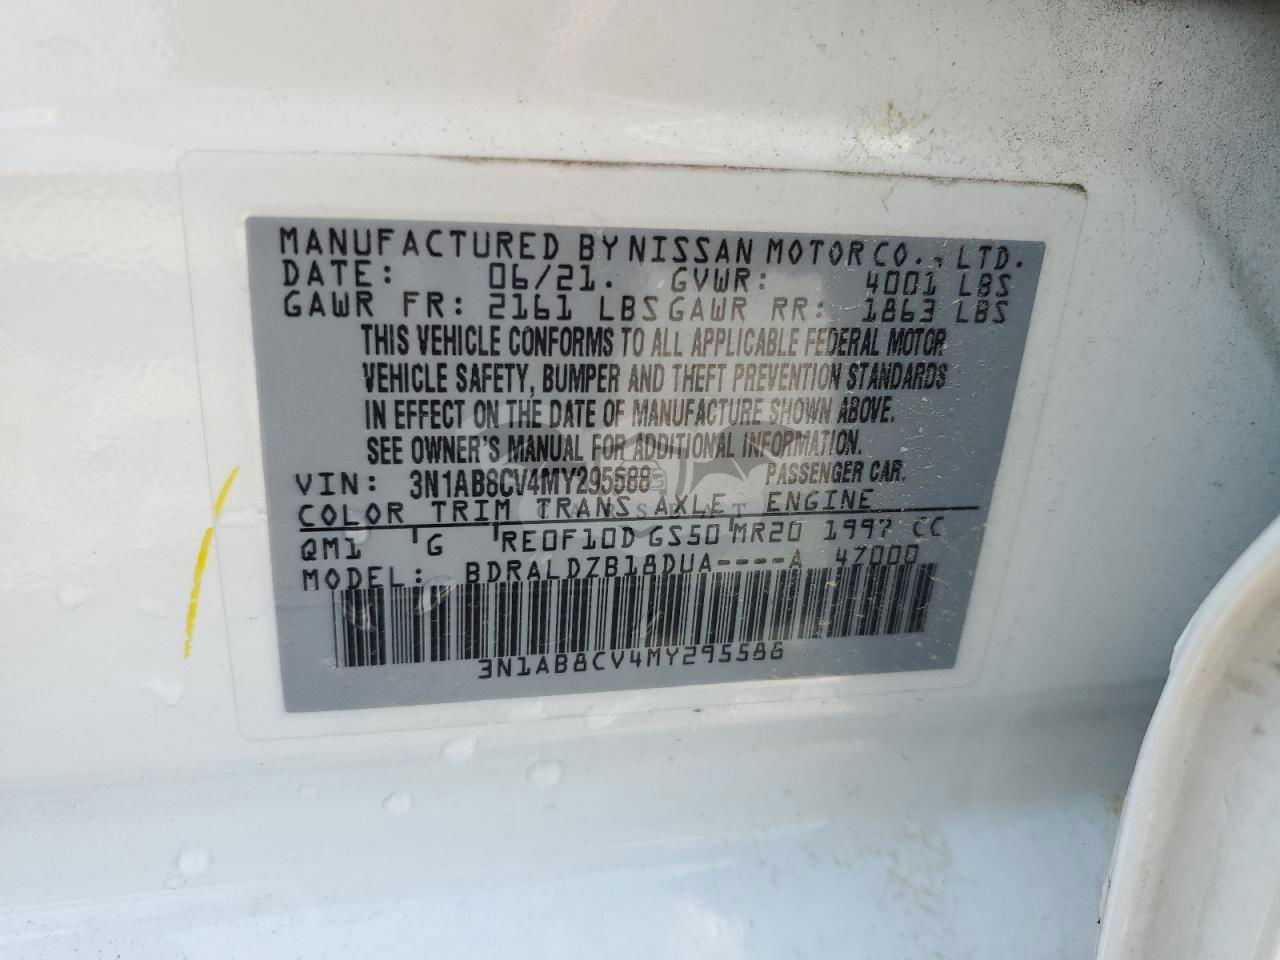 MANUFACTURED BY NISSAN MOTOR CO., LTD.
DATE: 06/21. GVWR: 4001 LBS
GAWR FR: 2161 LBS GAWR RR: 1863 LBS
THIS VEHICLE CONFORMS TO ALL APPLICABLE FEDERAL MOTOR
VEHICLE SAFETY, BUMPER AND THEFT PREVENTION STANDARDS
IN EFFECT ON THE DATE OF MANUFACTURE SHOWN ABOVE.
SEE OWNER'S MANUAL FOR ADDITIONAL INFORMATION.
VIN: 3N1AB8CV4MY295588 PASSENGER CAR.
COLOR TRIM TRANS AXLE ENGINE
QM1 G RE0F10D GS50 MR20 1997 CC
MODEL: BDRALDZB18DUA----A 47000
3N1AB8CV4MY295588